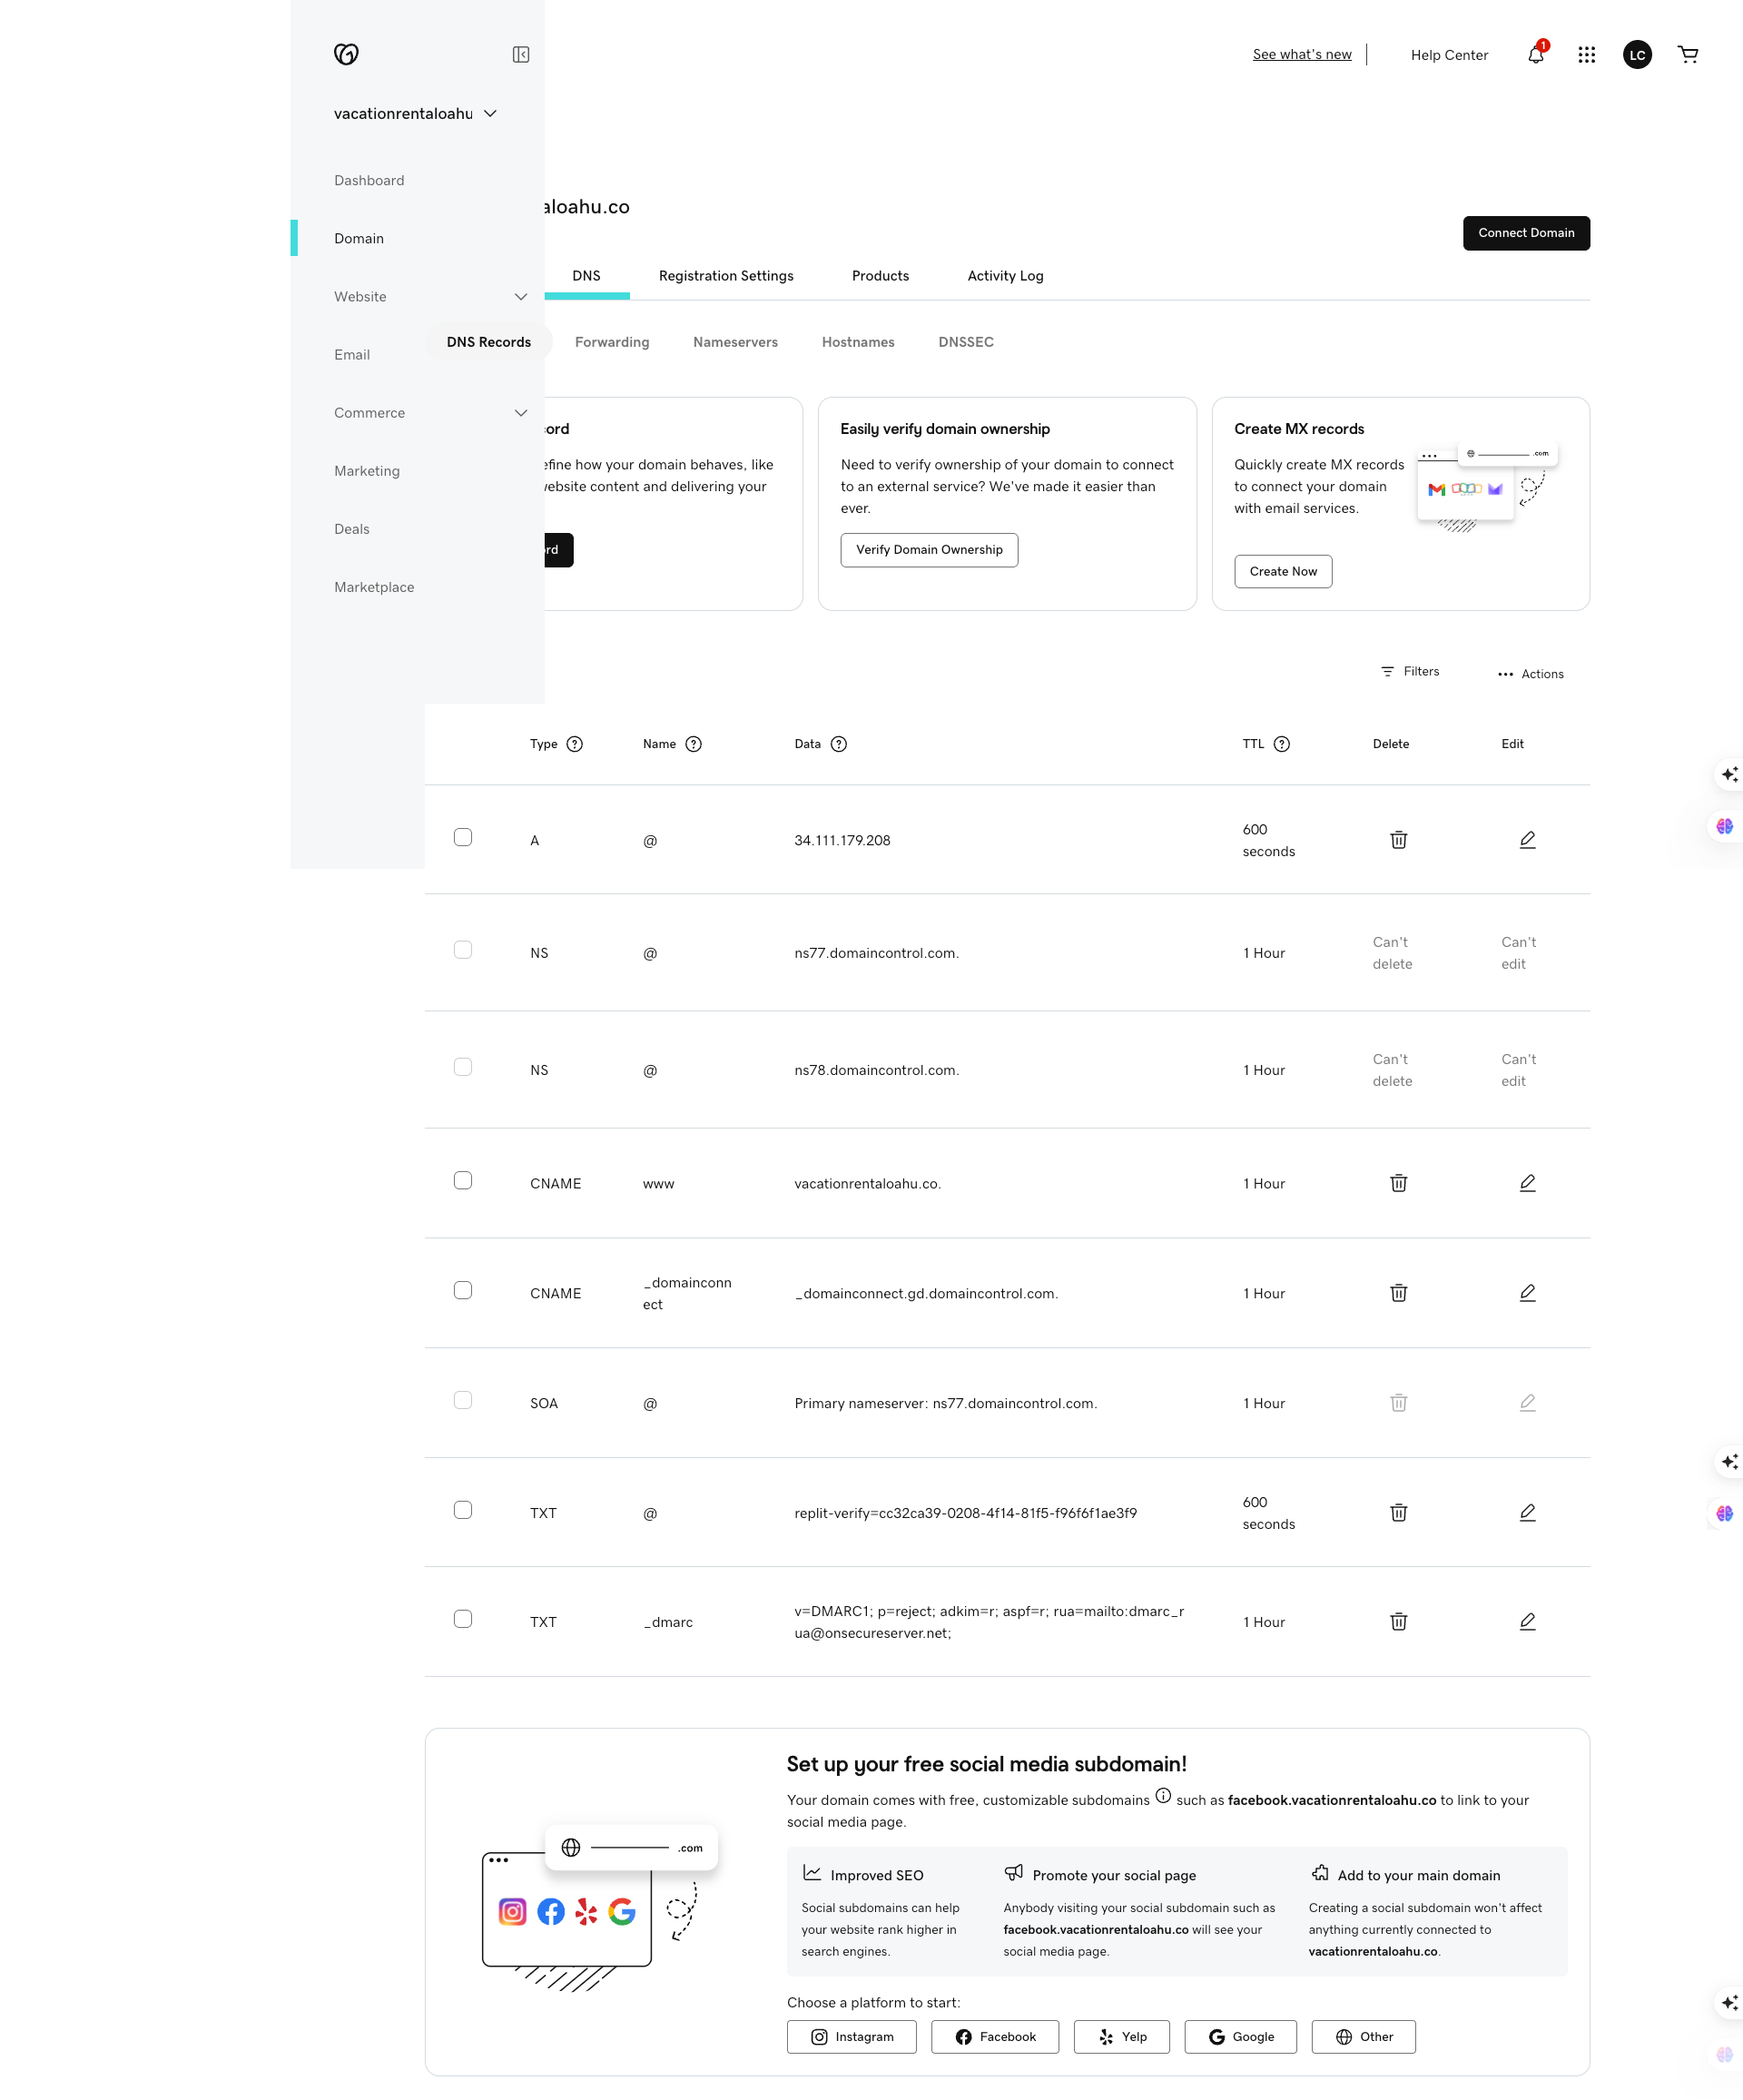 See what's new
Help Center
1
LC
vacationrentaloahu
Dashboard
Domain
Website
Email
Commerce
Marketing
Deals
Marketplace
aloahu.co
Connect Domain
DNS
Registration Settings
Products
Activity Log
DNS Records
Forwarding
Nameservers
Hostnames
DNSSEC
ord
efine how your domain behaves, like
ebsite content and delivering your
rd
Easily verify domain ownership
Need to verify ownership of your domain to connect
to an external service? We've made it easier than
ever.
Verify Domain Ownership
Create MX records
Quickly create MX records
to connect your domain
with email services.
.com
Create Now
Filters
Actions
Type Name Data TTL Delete Edit
A @ 34.111.179.208 600
seconds
NS @ ns77.domaincontrol.com. 1 Hour Can't
delete Can't
edit
NS @ ns78.domaincontrol.com. 1 Hour Can't
delete Can't
edit
CNAME www vacationrentaloahu.co. 1 Hour
CNAME _domainconn
ect _domainconnect.gd.domaincontrol.com. 1 Hour
SOA @ Primary nameserver: ns77.domaincontrol.com. 1 Hour
TXT @ replit-verify=cc32ca39-0208-4f14-81f5-f96f6f1ae3f9 600
seconds
TXT _dmarc v=DMARC1; p=reject; adkim=r; aspf=r; rua=mailto:dmarc_r
ua@onsecureserver.net; 1 Hour
.com
Set up your free social media subdomain!
Your domain comes with free, customizable subdomains such as facebook.vacationrentaloahu.co to link to your
social media page.
Improved SEO
Social subdomains can help
your website rank higher in
search engines.
Promote your social page
Anybody visiting your social subdomain such as
facebook.vacationrentaloahu.co will see your
social media page.
Add to your main domain
Creating a social subdomain won't affect
anything currently connected to
vacationrentaloahu.co.
Choose a platform to start:
Instagram
Facebook
Yelp
Google
Other